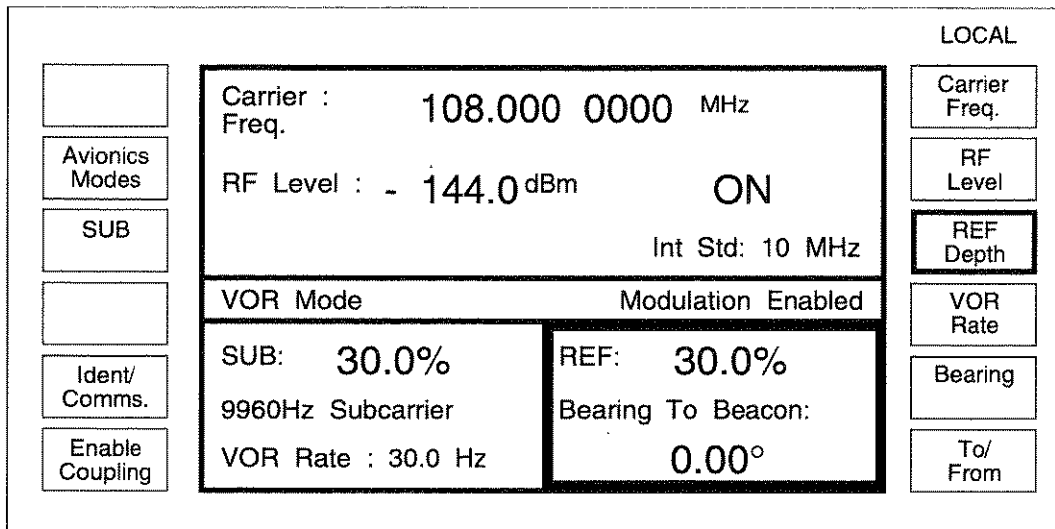 LOCAL
Avionics
Modes
SUB
Ident/
Comms.
Enable
Coupling
Carrier :
Freq.
108.000 0000 MHz
RF Level : - 144.0 dBm ON
Int Std: 10 MHz
VOR Mode Modulation Enabled
SUB: 30.0%
9960Hz Subcarrier
VOR Rate : 30.0 Hz
REF: 30.0%
Bearing To Beacon:
0.00°
Carrier
Freq.
RF
Level
REF
Depth
VOR
Rate
Bearing
To/
From